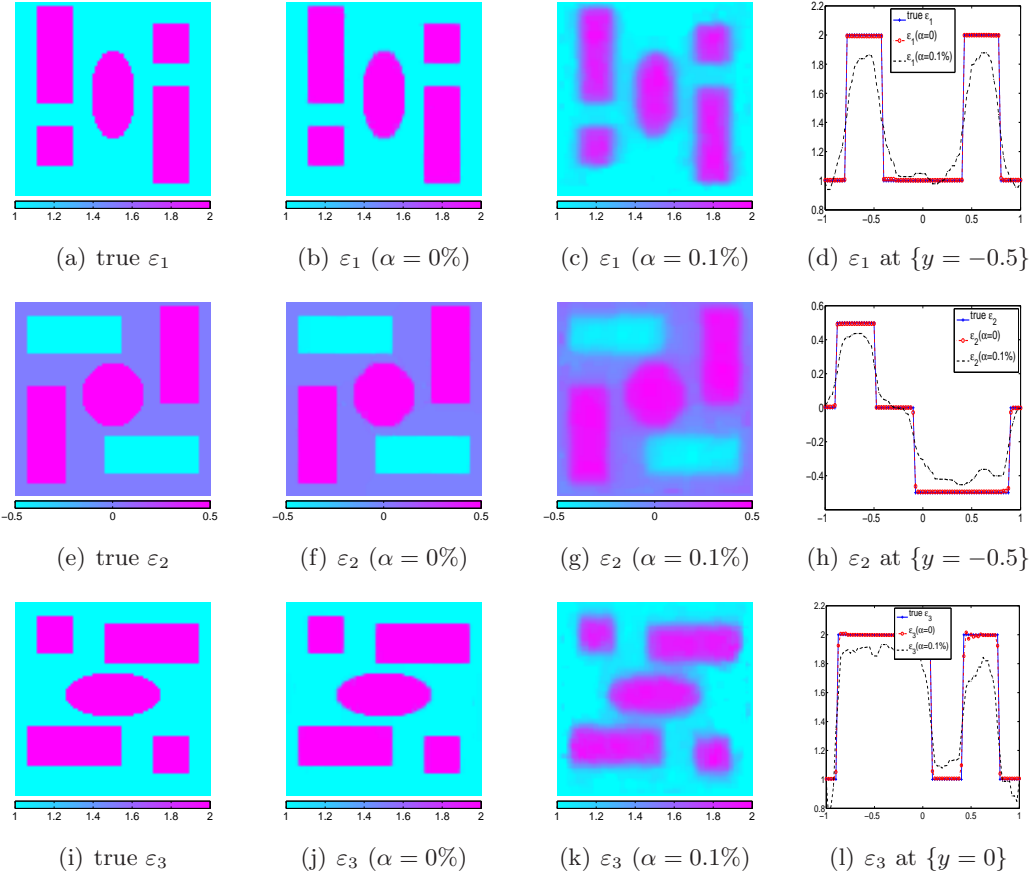 1 1.2 1.4 1.6 1.8 2
1 1.2 1.4 1.6 1.8 2
1 1.2 1.4 1.6 1.8 2
2.2
2
1.8
1.6
1.4
1.2
1
0.8
-1 -0.5 0 0.5 1
true ε₁
ε₁(α=0)
ε₁(α=0.1%)
(a) true ε₁
(b) ε₁ (α = 0%)
(c) ε₁ (α = 0.1%)
(d) ε₁ at {y = −0.5}
−0.5 0 0.5
−0.5 0 0.5
−0.5 0 0.5
0.6
0.4
0.2
0
−0.2
−0.4
-1 -0.5 0 0.5 1
true ε₂
ε₂(α=0)
ε₂(α=0.1%)
(e) true ε₂
(f) ε₂ (α = 0%)
(g) ε₂ (α = 0.1%)
(h) ε₂ at {y = −0.5}
1 1.2 1.4 1.6 1.8 2
1 1.2 1.4 1.6 1.8 2
1 1.2 1.4 1.6 1.8 2
2.2
2
1.8
1.6
1.4
1.2
1
0.8
-1 -0.5 0 0.5 1
true ε₃
ε₃(α=0)
ε₃(α=0.1%)
(i) true ε₃
(j) ε₃ (α = 0%)
(k) ε₃ (α = 0.1%)
(l) ε₃ at {y = 0}